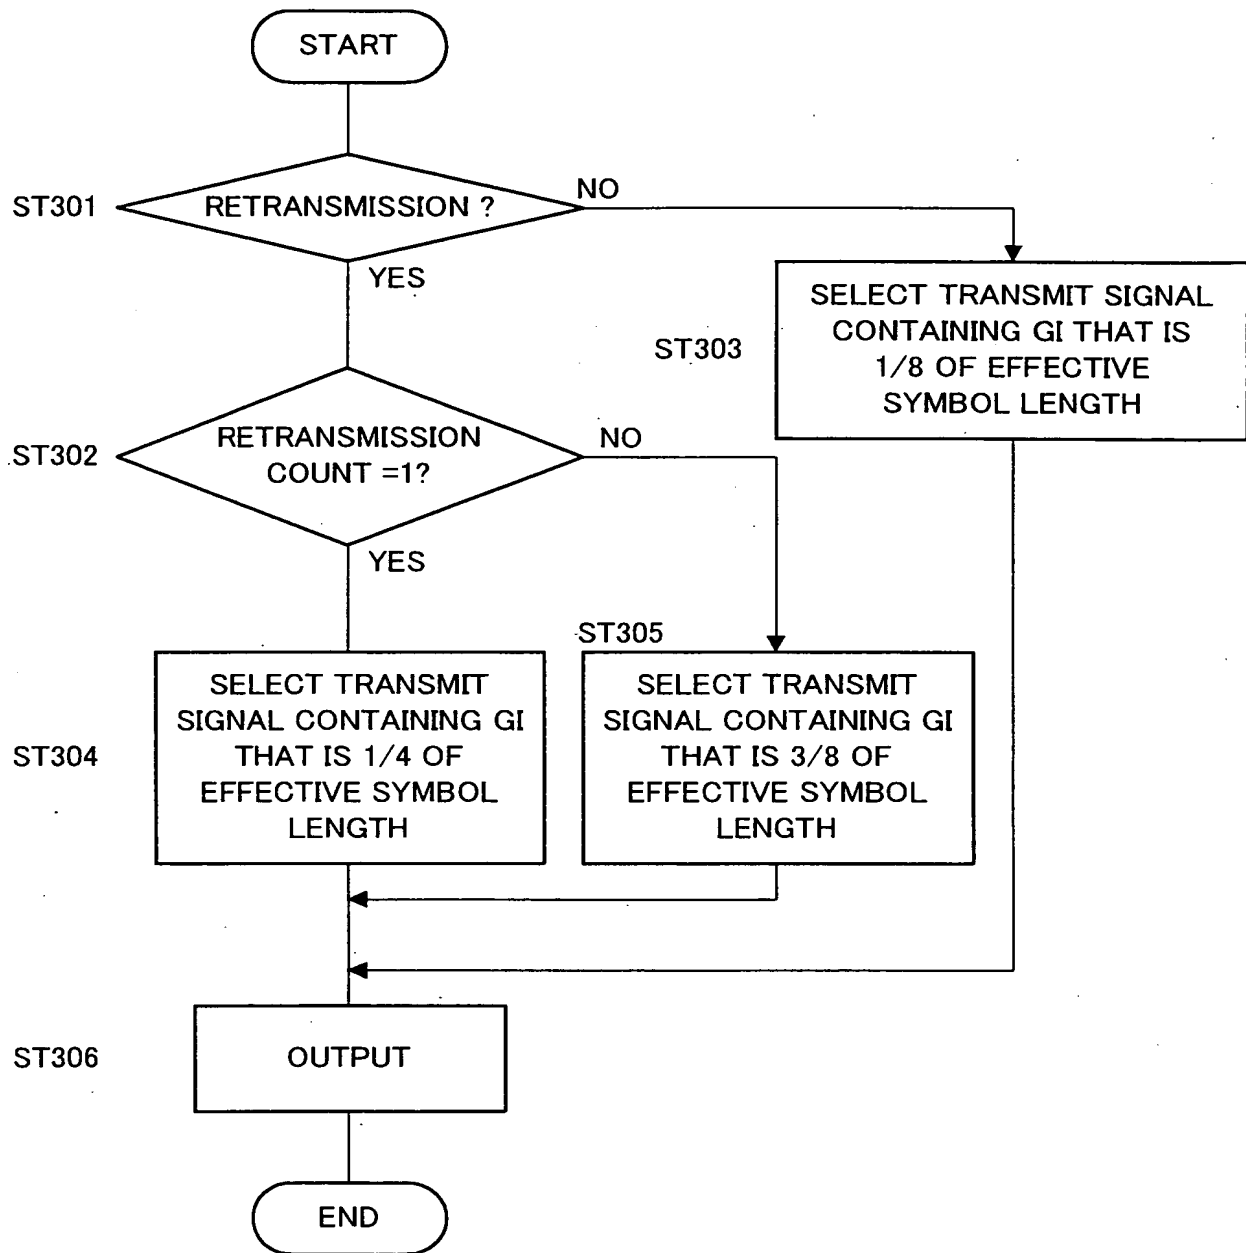 START
ST301
RETRANSMISSION ?
NO
YES
SELECT TRANSMIT SIGNAL
CONTAINING GI THAT IS
1/8 OF EFFECTIVE
SYMBOL LENGTH
ST303
ST302
RETRANSMISSION
COUNT =1?
NO
YES
ST305
ST304
SELECT TRANSMIT
SIGNAL CONTAINING GI
THAT IS 1/4 OF
EFFECTIVE SYMBOL
LENGTH
SELECT TRANSMIT
SIGNAL CONTAINING GI
THAT IS 3/8 OF
EFFECTIVE SYMBOL
LENGTH
ST306
OUTPUT
END